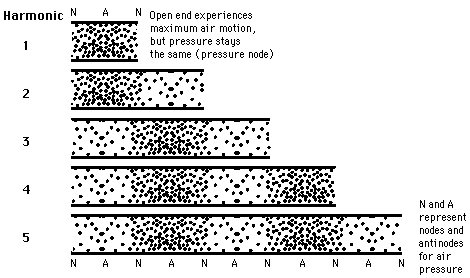 Harmonic N A N Open end experiences
maximum air motion,
but pressure stays
the same (pressure node)
1
2
3
4
5
N and A
represent
nodes and
antinodes
for air
pressure
N A N A N A N A N A N